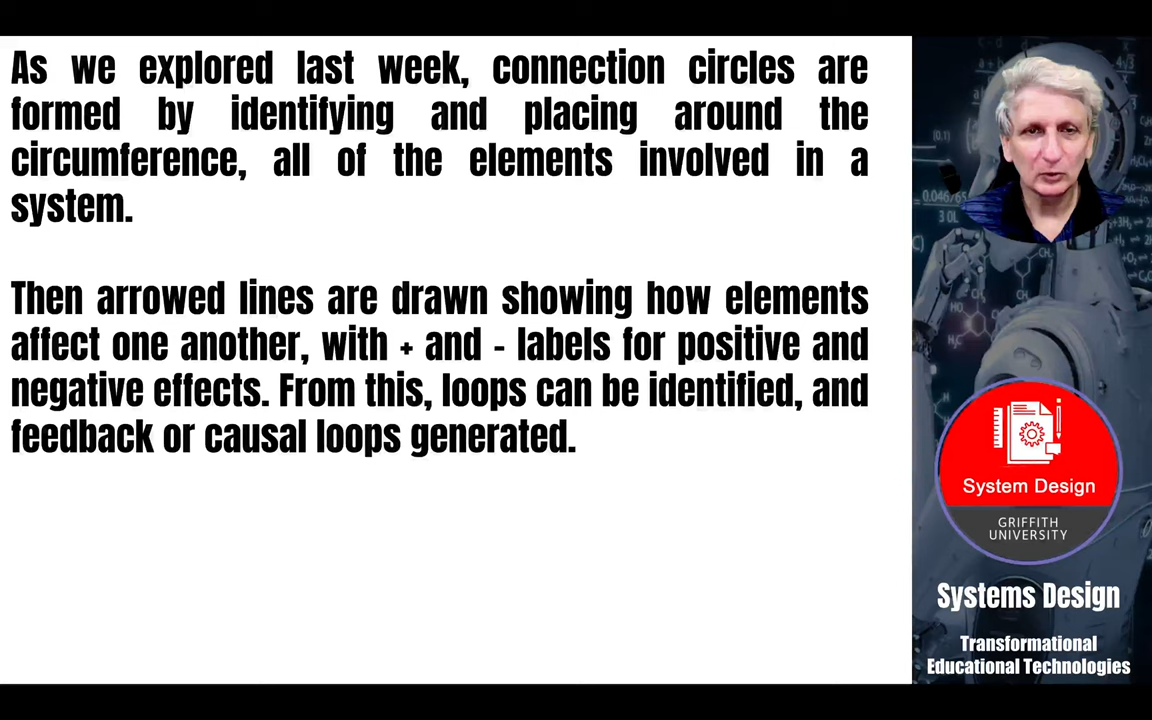 As we explored last week, connection circles are
formed by identifying and placing around the
circumference, all of the elements involved in a
system.
Then arrowed lines are drawn showing how elements
affect one another, with + and - labels for positive and
negative effects. From this, loops can be identified, and
feedback or causal loops generated.
System Design
GRIFFITH
UNIVERSITY
Systems Design
Transformational
Educational Technologies